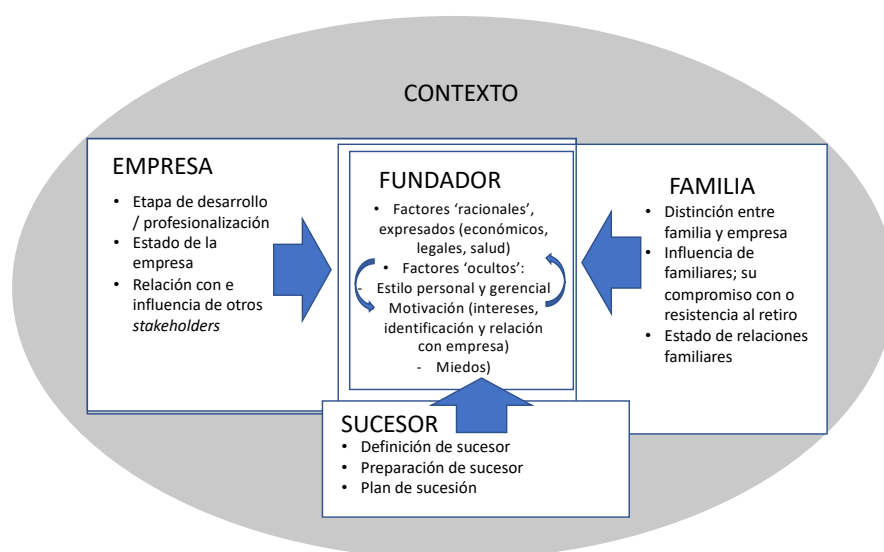 CONTEXTO
EMPRESA
• Etapa de desarrollo
/ profesionalización
• Estado de la
empresa
• Relación con e
influencia de otros
stakeholders
FUNDADOR
• Factores ‘racionales’,
expresados (económicos,
legales, salud)
• Factores ‘ocultos’:
- Estilo personal y gerencial
Motivación (intereses,
identificación y relación
con empresa)
- Miedos)
FAMILIA
• Distinción entre
familia y empresa
• Influencia de
familiares; su
compromiso con o
resistencia al retiro
• Estado de relaciones
familiares
SUCESOR
• Definición de sucesor
• Preparación de sucesor
• Plan de sucesión